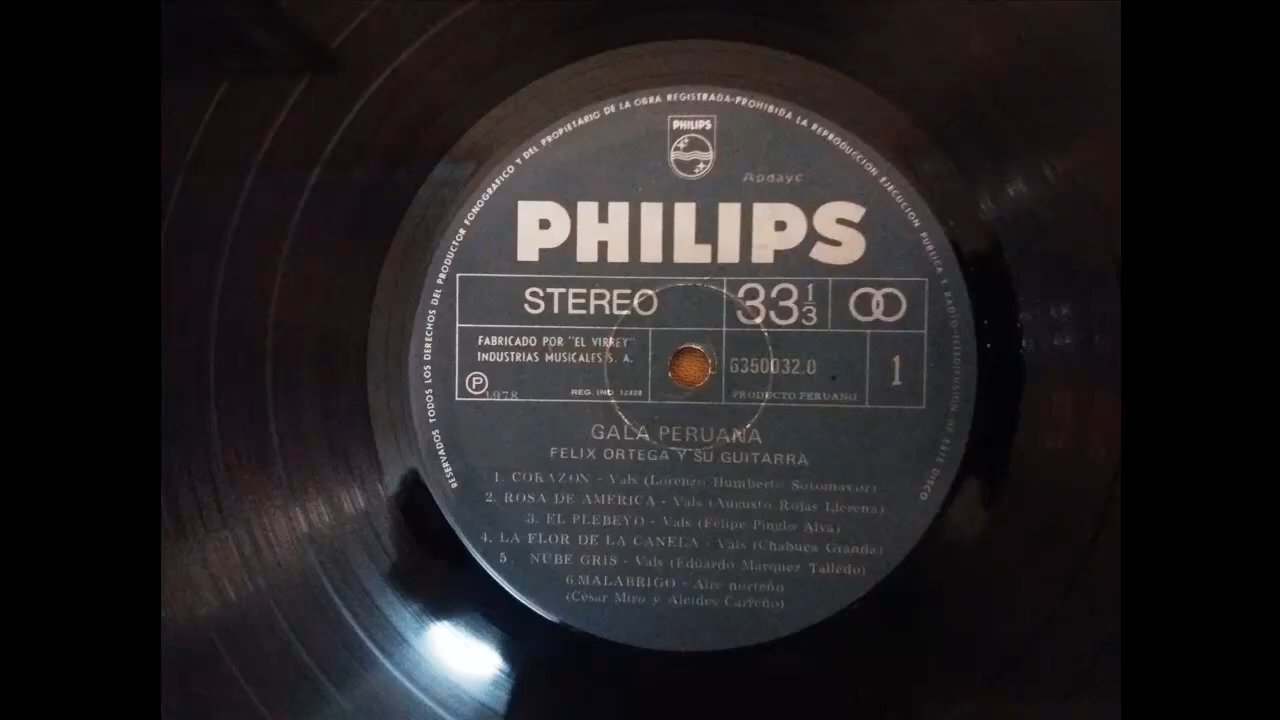 RESERVADOS TODOS LOS DERECHOS DEL PRODUCTOR FONOGRAFICO Y DEL PROPIETARIO DE LA OBRA REGISTRADA-PROHIBIDA LA REPRODUCCION EJECUCION PUBLICA Y RADIO-TELEDIFUSION DE ESTE DISCO
PHILIPS
Apdayc
PHILIPS
STEREO 33 1/3
FABRICADO POR "EL VIRREY"
INDUSTRIAS MUSICALES S. A.
6350032.0 1
P 1978 REG. IND 12428 PRODUCTO PERUANO
GALA PERUANA
FELIX ORTEGA Y SU GUITARRA
1. CORAZON - Vals (Lorenzo Humberto Sotomayor)
2. ROSA DE AMERICA - Vals (Augusto Rojas Llerena)
3. EL PLEBEYO - Vals (Felipe Pinglo Alva)
4. LA FLOR DE LA CANELA - Vals (Chabuca Granda)
5. NUBE GRIS - Vals (Eduardo Marquez Talledo)
6.MALABRIGO - Aire norteño
(César Miro y Alcides Carreño)